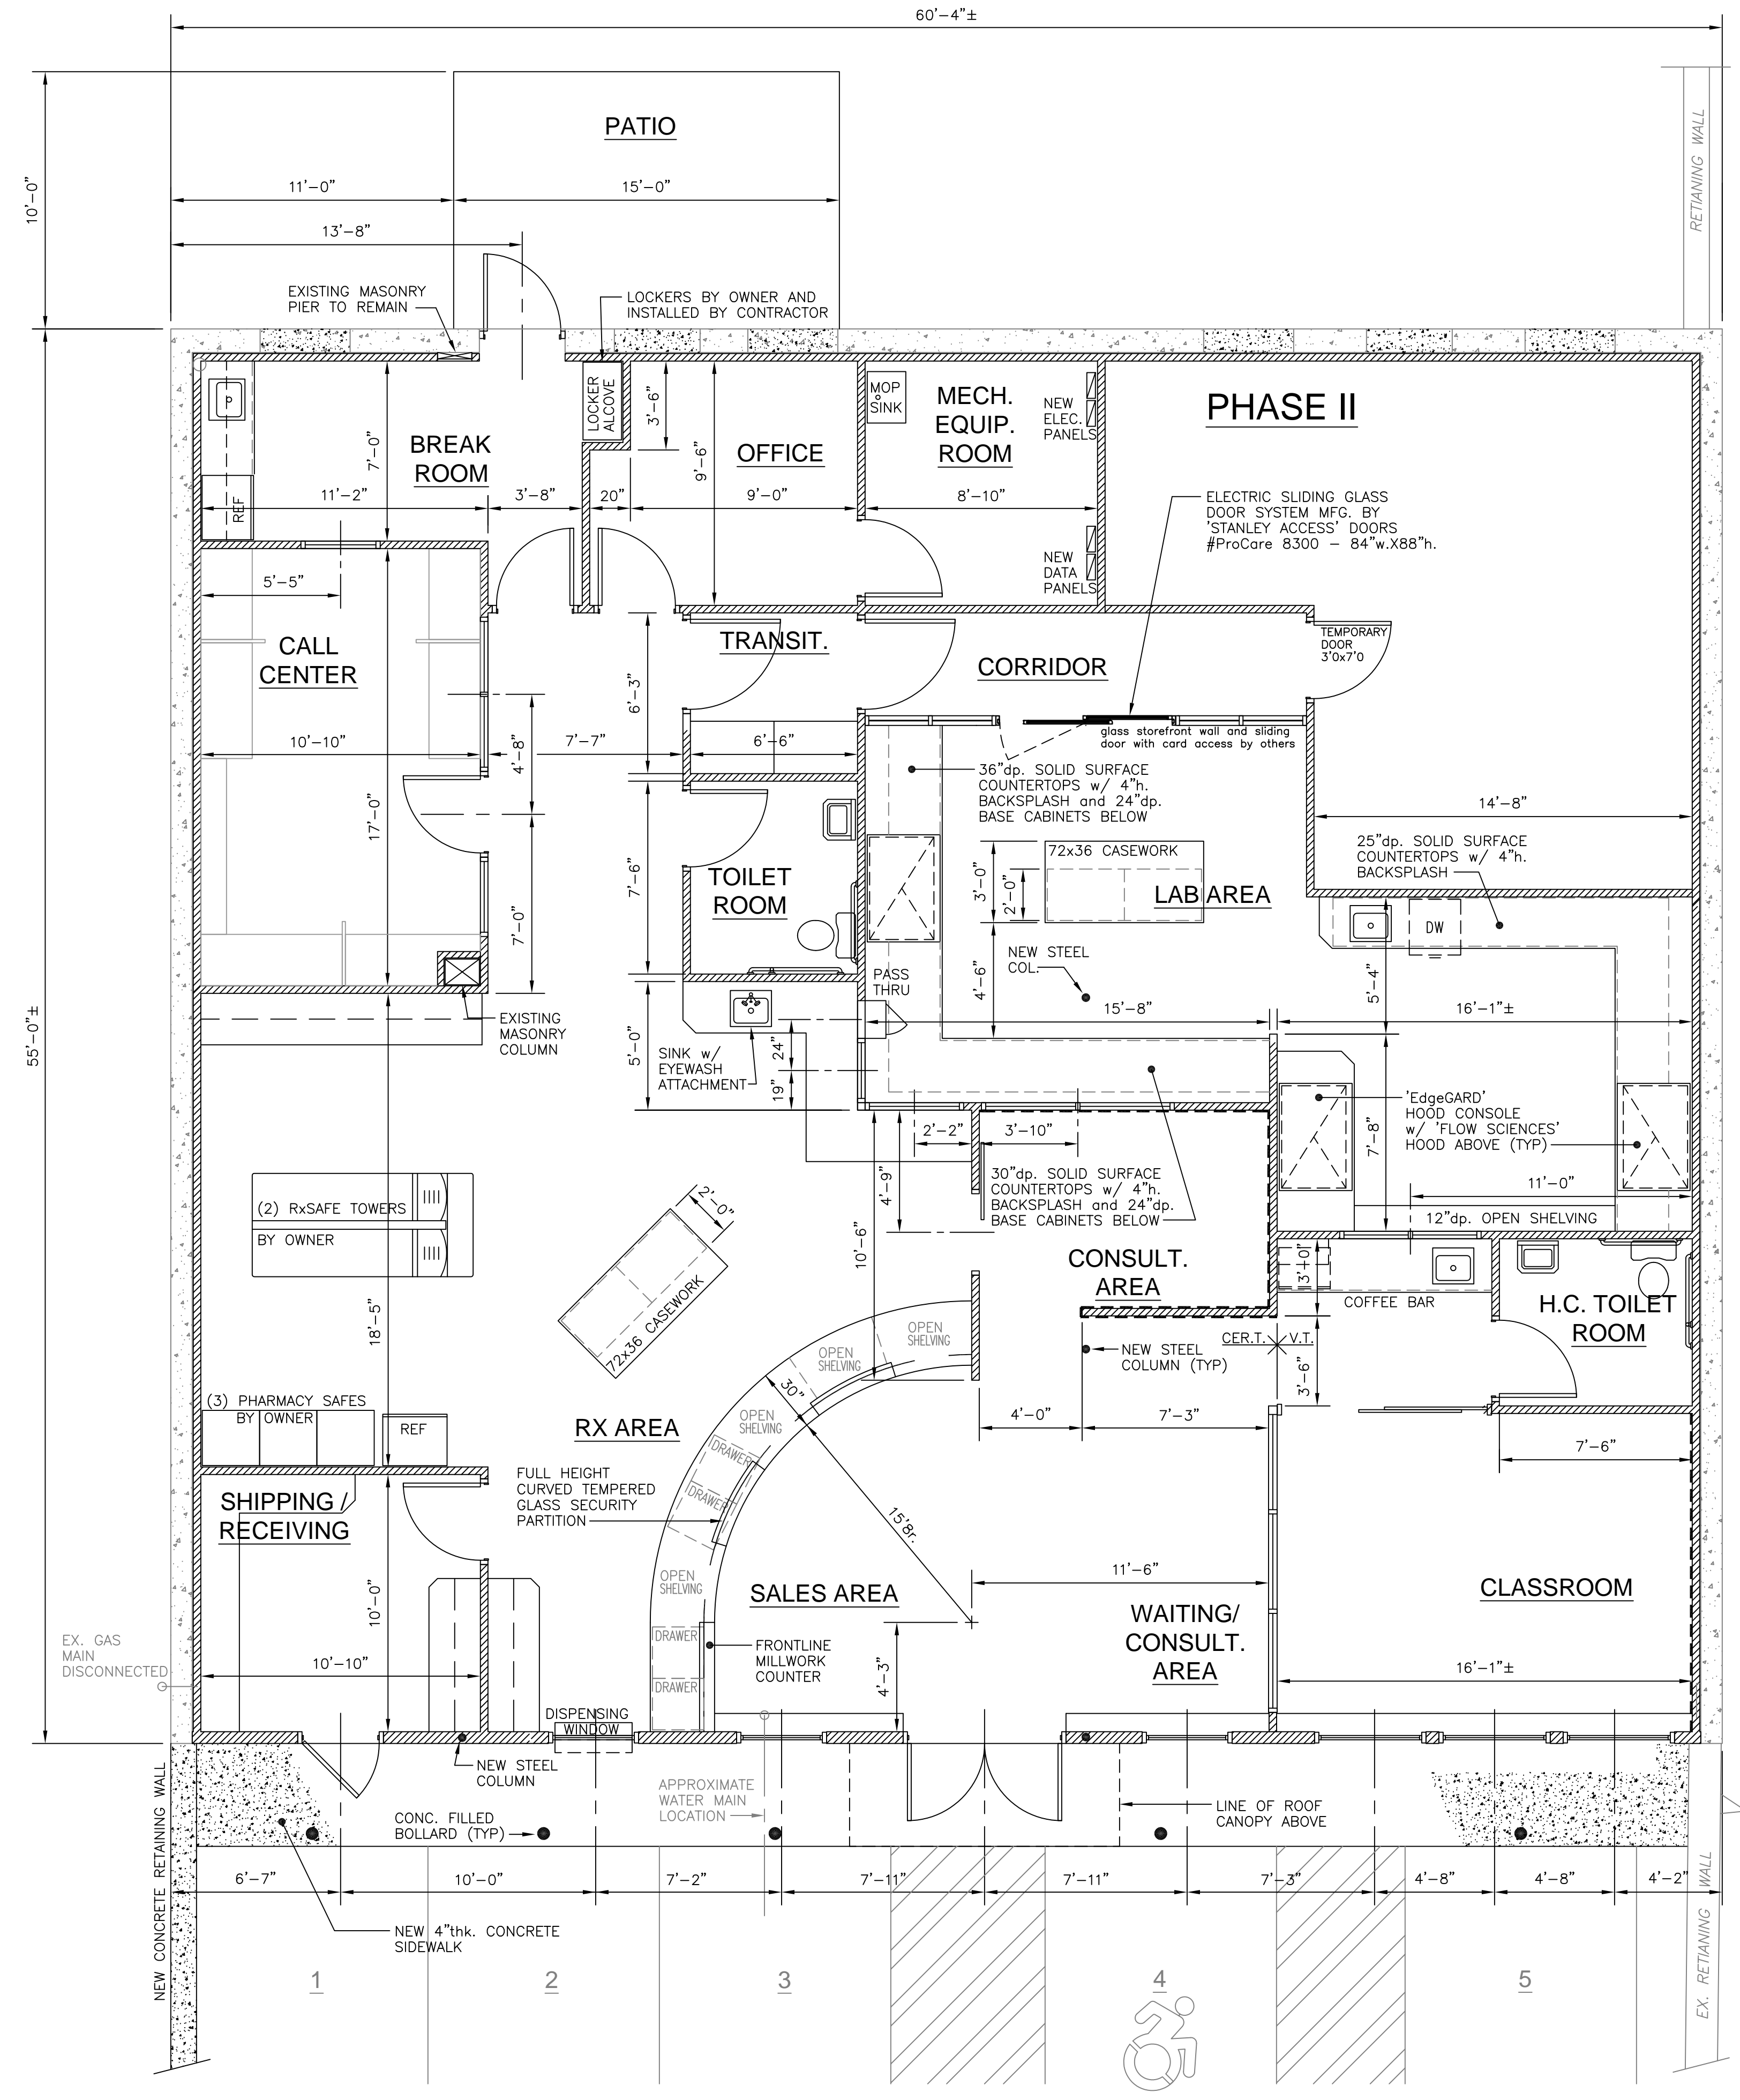 60'-4"±
PATIO
RETIANING WALL
10'-0"
11'-0"
15'-0"
13'-8"
EXISTING MASONRY
PIER TO REMAIN
LOCKERS BY OWNER AND
INSTALLED BY CONTRACTOR
LOCKER
ALCOVE
3'-6"
MOP
SINK
MECH.
EQUIP.
ROOM
NEW
ELEC.
PANELS
PHASE II
BREAK
ROOM
7'-0"
OFFICE
9'-6"
REF
11'-2"
3'-8"
20"
9'-0"
8'-10"
ELECTRIC SLIDING GLASS
DOOR SYSTEM MFG. BY
'STANLEY ACCESS' DOORS
#ProCare 8300 – 84"w.X88"h.
NEW
DATA
PANELS
5'-5"
CALL
CENTER
TRANSIT.
CORRIDOR
TEMPORARY
DOOR
3'0x7'0
6'-3"
10'-10"
4'-8"
7'-7"
6'-6"
glass storefront wall and sliding
door with card access by others
36"dp. SOLID SURFACE
COUNTERTOPS w/ 4"h.
BACKSPLASH and 24"dp.
BASE CABINETS BELOW
14'-8"
17'-0"
25"dp. SOLID SURFACE
COUNTERTOPS w/ 4"h.
BACKSPLASH
72x36 CASEWORK
3'-0"
2'-0"
LAB AREA
TOILET
ROOM
7'-6"
7'-0"
DW
NEW STEEL
COL.
4'-6"
PASS
THRU
5'-4"
15'-8"
16'-1"±
EXISTING
MASONRY
COLUMN
55'-0"±
5'-0"
SINK w/
EYEWASH
ATTACHMENT
24"
19"
'EdgeGARD'
HOOD CONSOLE
w/ 'FLOW SCIENCES'
HOOD ABOVE (TYP)
7'-8"
2'-2"
3'-10"
4'-9"
30"dp. SOLID SURFACE
COUNTERTOPS w/ 4"h.
BACKSPLASH and 24"dp.
BASE CABINETS BELOW
11'-0"
12"dp. OPEN SHELVING
(2) RxSAFE TOWERS
BY OWNER
2'-0"
72x36 CASEWORK
10'-6"
CONSULT.
AREA
3'-0"
COFFEE BAR
H.C. TOILET
ROOM
18'-5"
OPEN
SHELVING
OPEN
SHELVING
NEW STEEL
COLUMN (TYP)
CER.T.
V.T.
3'-6"
30"
(3) PHARMACY SAFES
BY OWNER
REF
RX AREA
OPEN
SHELVING
4'-0"
7'-3"
7'-6"
DRAWER
DRAWER
FULL HEIGHT
CURVED TEMPERED
GLASS SECURITY
PARTITION
SHIPPING /
RECEIVING
15'8r.
OPEN
SHELVING
11'-6"
SALES AREA
CLASSROOM
10'-0"
WAITING/
CONSULT.
AREA
DRAWER
DRAWER
FRONTLINE
MILLWORK
COUNTER
4'-3"
EX. GAS
MAIN
DISCONNECTED
10'-10"
16'-1"±
DISPENSING
WINDOW
NEW STEEL
COLUMN
APPROXIMATE
WATER MAIN
LOCATION
LINE OF ROOF
CANOPY ABOVE
CONC. FILLED
BOLLARD (TYP)
NEW CONCRETE RETAINING WALL
6'-7"
10'-0"
7'-2"
7'-11"
7'-11"
7'-3"
4'-8"
4'-8"
4'-2"
NEW 4"thk. CONCRETE
SIDEWALK
EX. RETIANING WALL
1
2
3
4
5